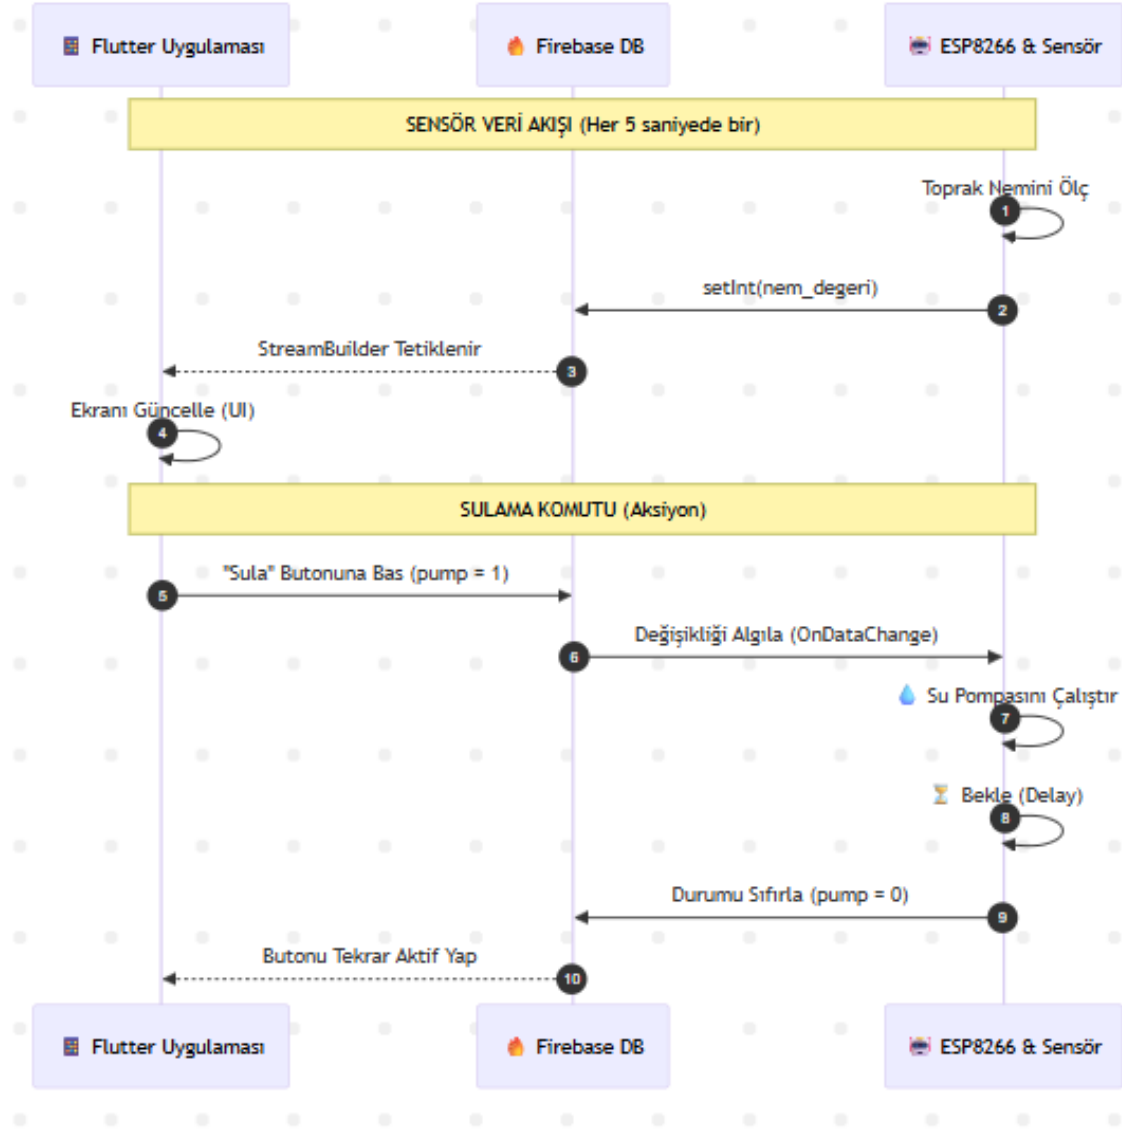 Flutter Uygulaması
Firebase DB
ESP8266 & Sensör
SENSÖR VERİ AKIŞI (Her 5 saniyede bir)
Toprak Nemini Ölç
1
setInt(nem_degeri)
2
StreamBuilder Tetiklenir
3
Ekranı Güncelle (UI)
4
SULAMA KOMUTU (Aksiyon)
"Sula" Butonuna Bas (pump = 1)
5
Değişikliği Algıla (OnDataChange)
6
💧 Su Pompasını Çalıştır
7
⏳ Bekle (Delay)
8
Durumu Sıfırla (pump = 0)
9
Butonu Tekrar Aktif Yap
10
Flutter Uygulaması
Firebase DB
ESP8266 & Sensör